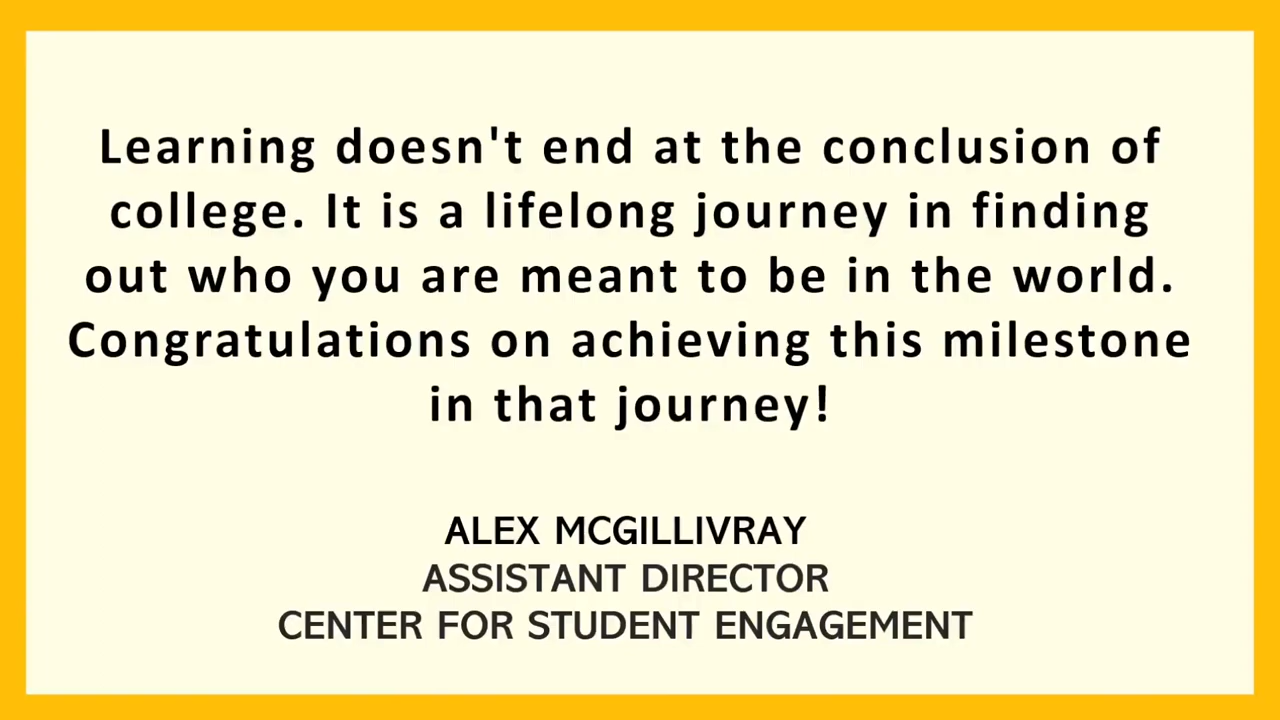 Learning doesn't end at the conclusion of
college. It is a lifelong journey in finding
out who you are meant to be in the world.
Congratulations on achieving this milestone
in that journey!
ALEX MCGILLIVRAY
ASSISTANT DIRECTOR
CENTER FOR STUDENT ENGAGEMENT